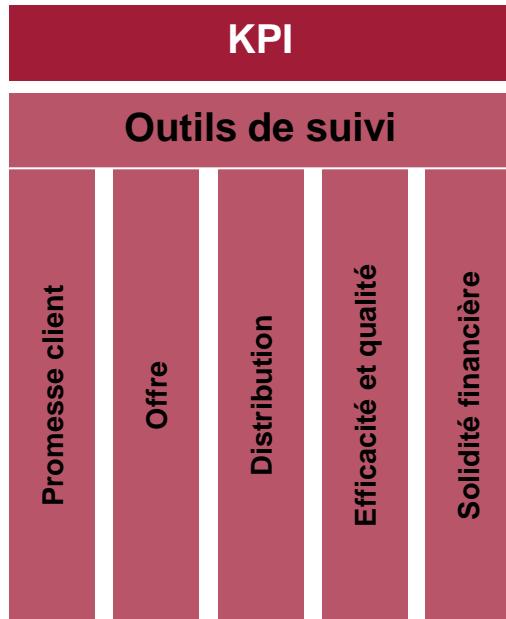 KPI
Outils de suivi
Promesse client
Offre
Distribution
Efficacité et qualité
Solidité financière